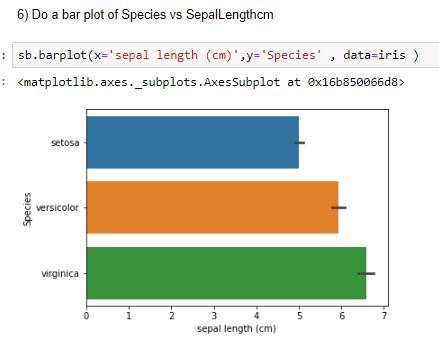 6) Do a bar plot of Species vs SepalLengthcm
: sb.barplot(x='sepal length (cm)',y='Species' , data=iris )
: <matplotlib.axes._subplots.AxesSubplot at 0x16b850066d8>
setosa
Species
versicolor
virginica
0 1 2 3 4 5 6 7
sepal length (cm)